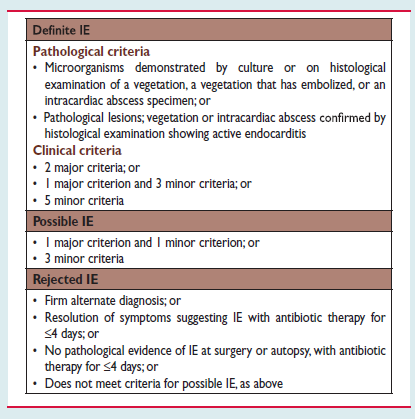 Definite IE
Pathological criteria
• Microorganisms demonstrated by culture or on histological
examination of a vegetation, a vegetation that has embolized, or an
intracardiac abscess specimen; or
• Pathological lesions; vegetation or intracardiac abscess confirmed by
histological examination showing active endocarditis
Clinical criteria
• 2 major criteria; or
• 1 major criterion and 3 minor criteria; or
• 5 minor criteria
Possible IE
• 1 major criterion and 1 minor criterion; or
• 3 minor criteria
Rejected IE
• Firm alternate diagnosis; or
• Resolution of symptoms suggesting IE with antibiotic therapy for
≤4 days; or
• No pathological evidence of IE at surgery or autopsy, with antibiotic
therapy for ≤4 days; or
• Does not meet criteria for possible IE, as above